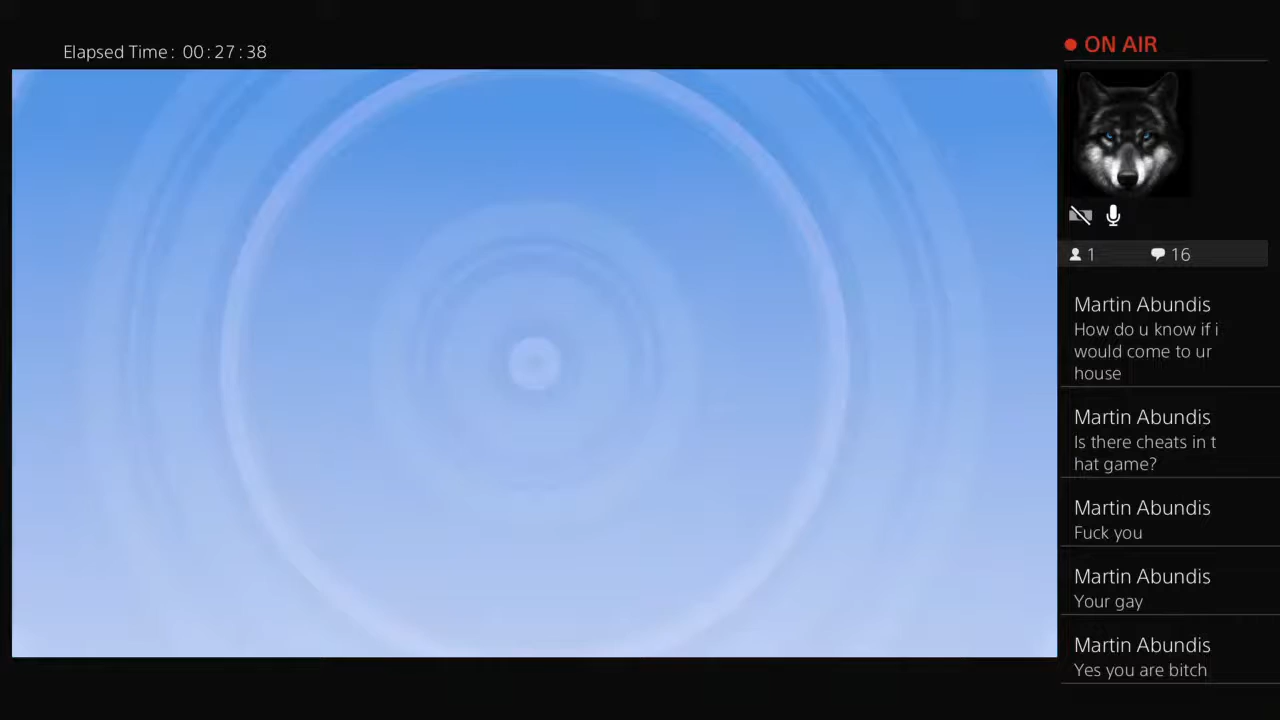 Elapsed Time: 00:27:38
ON AIR
1
16
Martin Abundis
How do u know if i
would come to ur
house
Martin Abundis
Is there cheats in t
hat game?
Martin Abundis
Fuck you
Martin Abundis
Your gay
Martin Abundis
Yes you are bitch